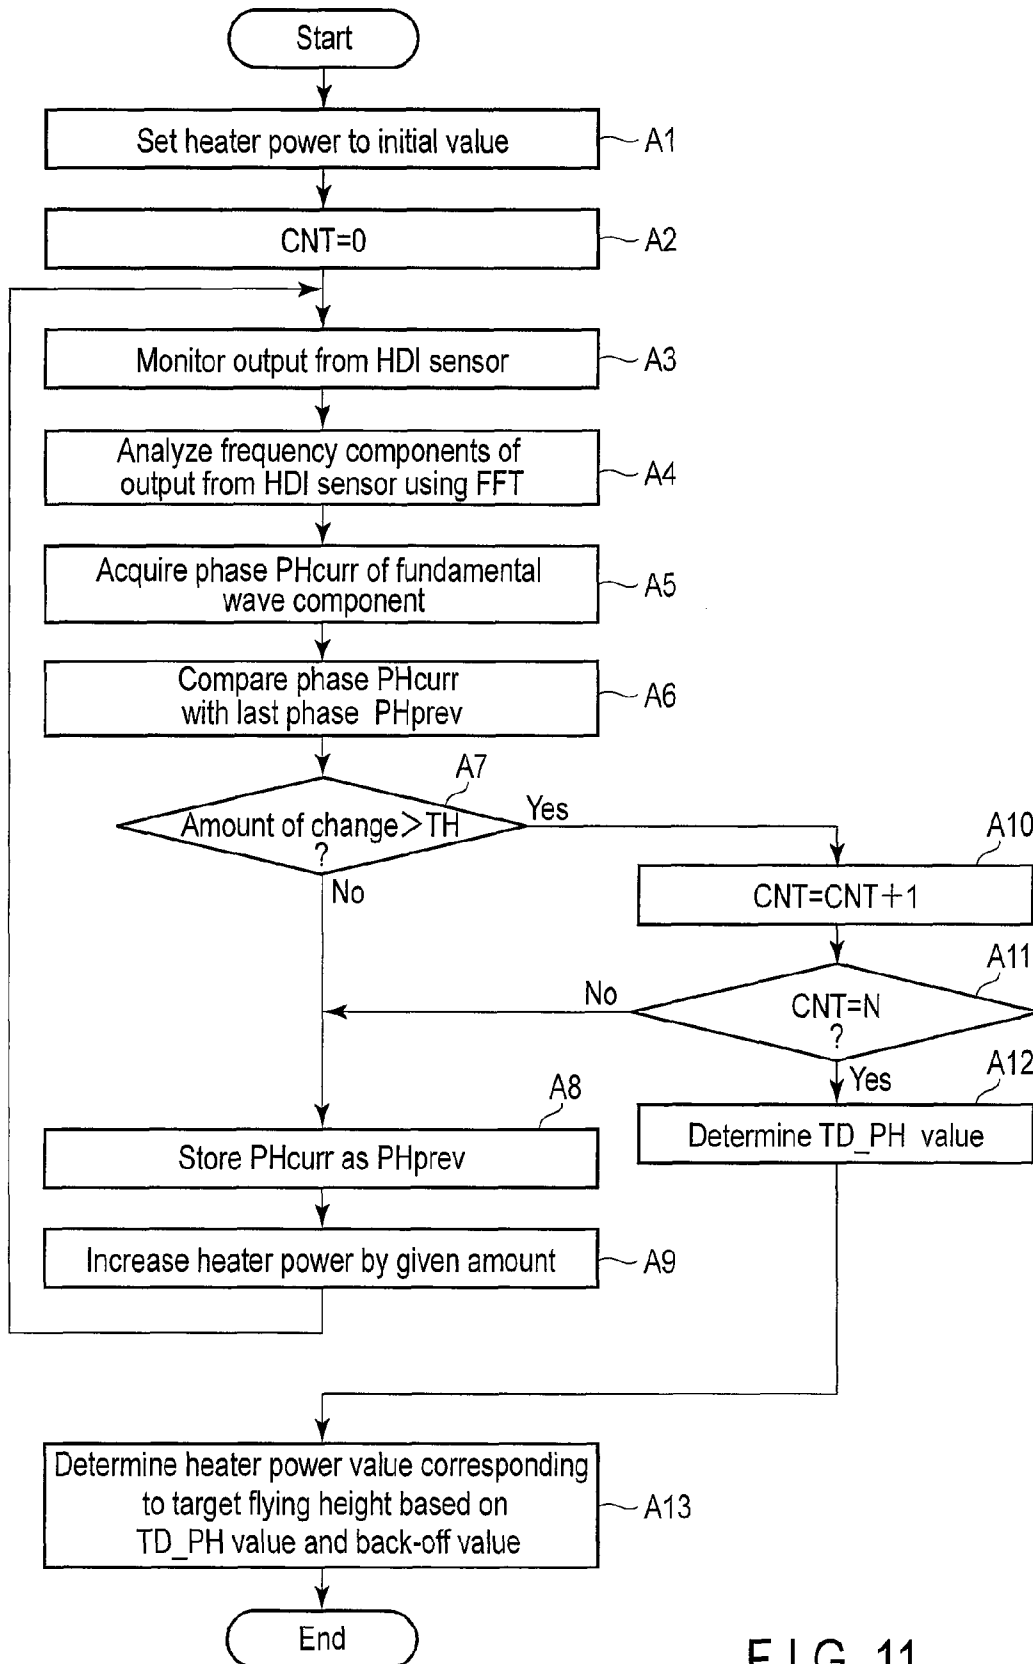 Start
Set heater power to initial value
A1
CNT=0
A2
Monitor output from HDI sensor
A3
Analyze frequency components of
output from HDI sensor using FFT
A4
Acquire phase PHcurr of fundamental
wave component
A5
Compare phase PHcurr
with last phase PHprev
A6
A7
Amount of change>TH
?
Yes
No
A10
CNT=CNT+1
A11
CNT=N
?
No
Yes
A12
Determine TD_PH value
A8
Store PHcurr as PHprev
Increase heater power by given amount
A9
Determine heater power value corresponding
to target flying height based on
TD_PH value and back-off value
A13
End
FIG. 11